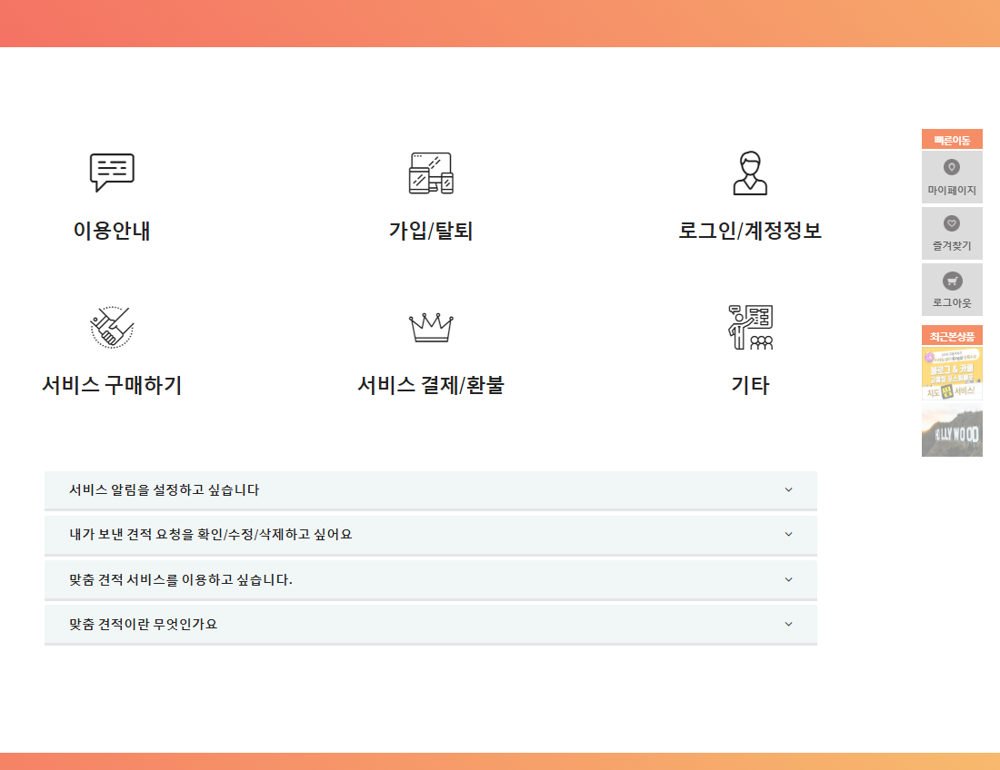 이용안내
가입/탈퇴
로그인/계정정보
서비스 구매하기
서비스 결제/환불
기타
서비스 알림을 설정하고 싶습니다
내가 보낸 견적 요청을 확인/수정/삭제하고 싶어요
맞춤 견적 서비스를 이용하고 싶습니다.
맞춤 견적이란 무엇인가요
빠른이동
마이페이지
즐겨찾기
로그아웃
최근본상품
블로그 & 카페
지도 핑 서비스!
HOLLYWOOD